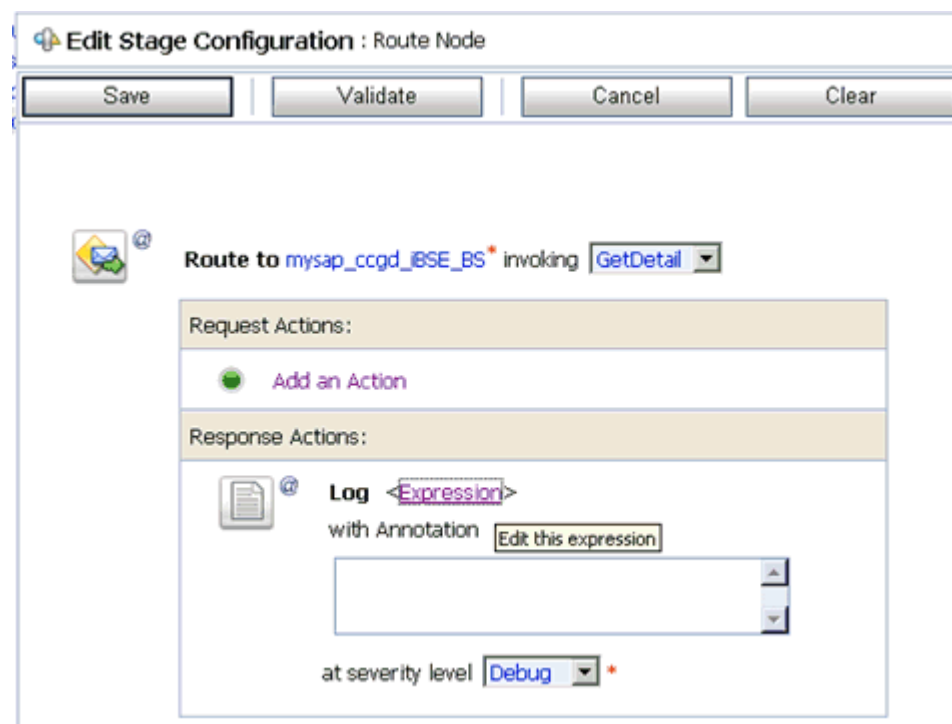 Edit Stage Configuration : Route Node
Save Validate Cancel Clear
@
Route to mysap_ccgd_iBSE_BS* invoking GetDetail
Request Actions:
Add an Action
Response Actions:
@
Log <Expression>
with Annotation
Edit this expression
at severity level Debug *